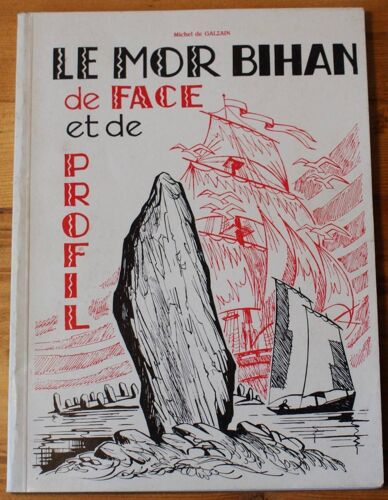 Michel de GALZAIN
LE MOR BIHAN
de FACE
et de
PROFIL